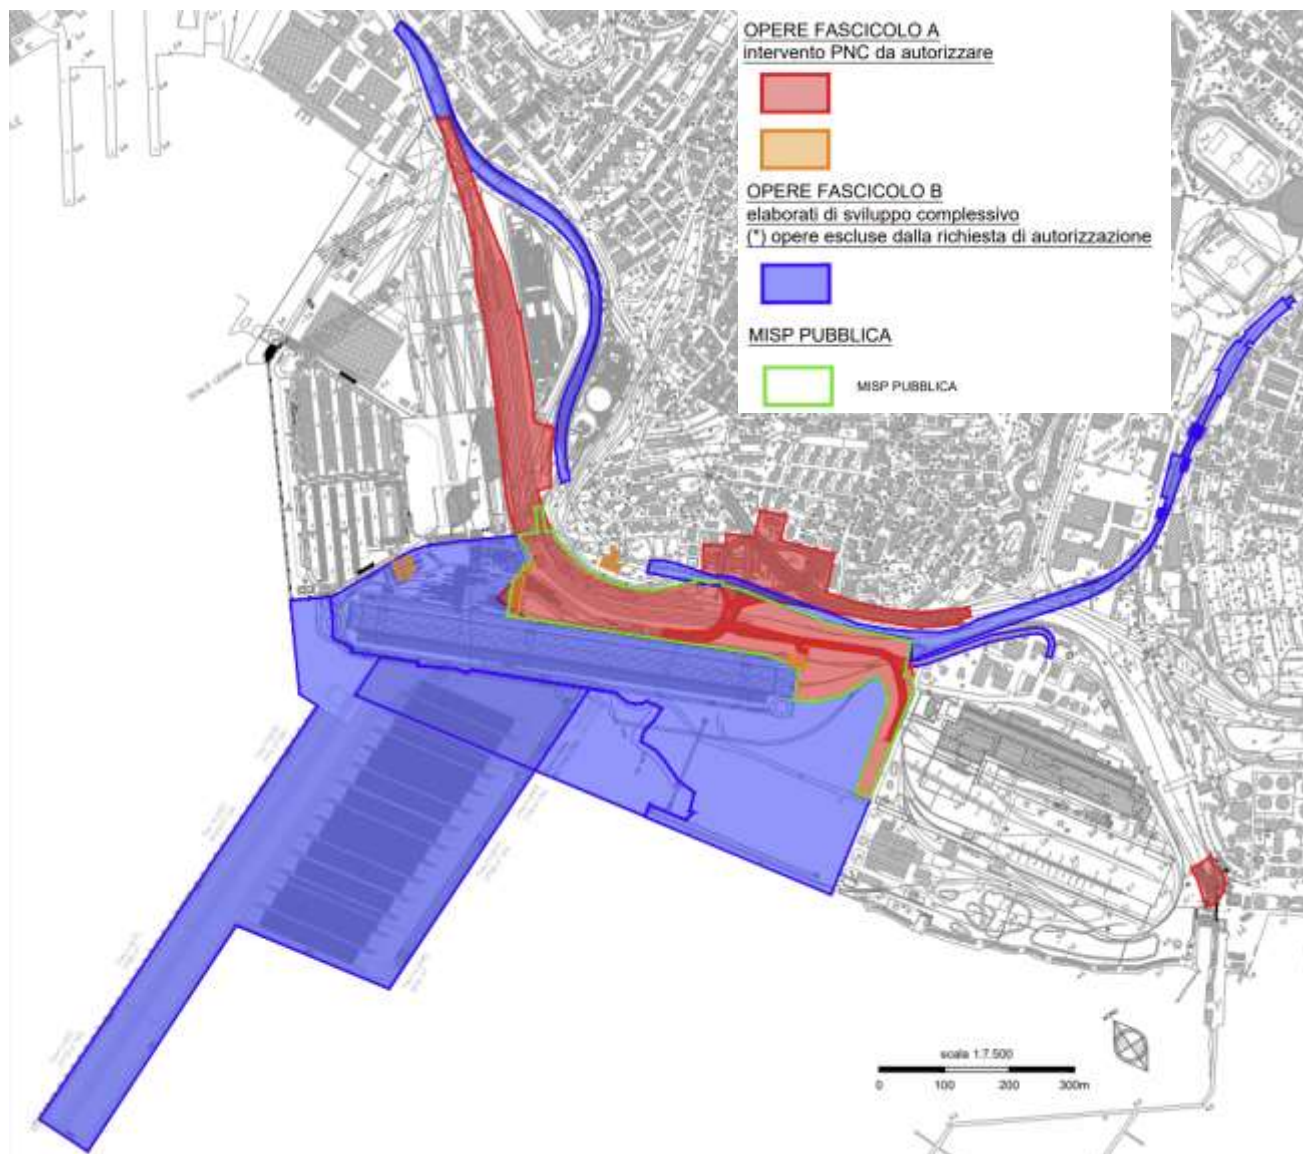 OPERE FASCICOLO A
intervento PNC da autorizzare
OPERE FASCICOLO B
elaborati di sviluppo complessivo
(*) opere escluse dalla richiesta di autorizzazione
MISP PUBBLICA
MISP PUBBLICA
scala 1:7.500
0 100 200 300m